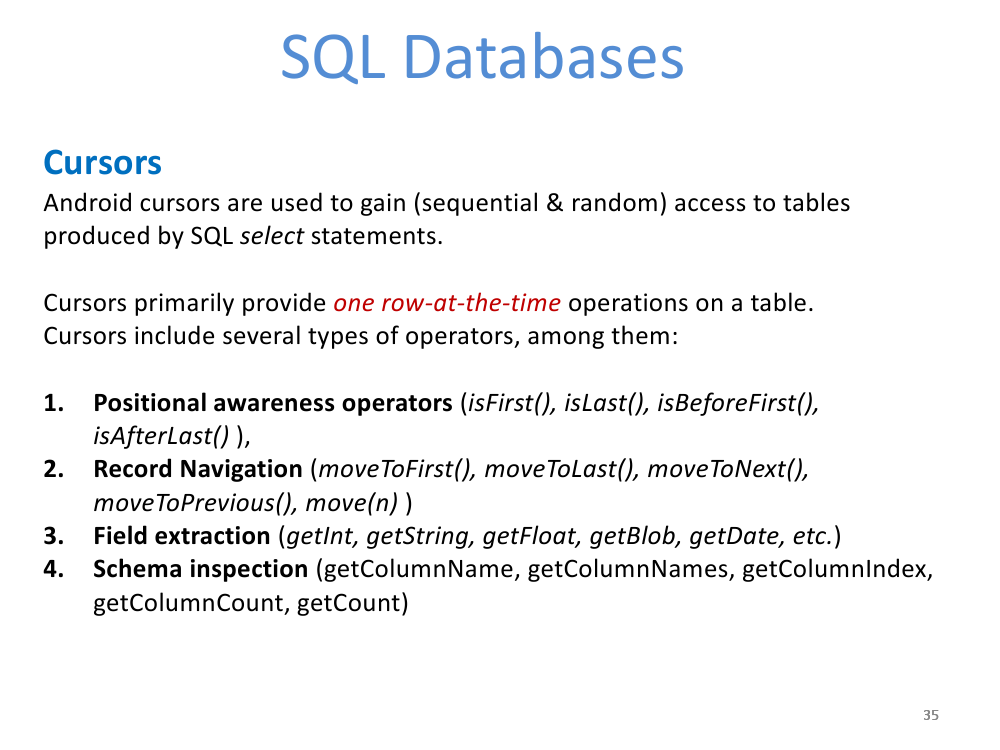 SQL Databases
Cursors
Android cursors are used to gain (sequential & random) access to tables
produced by SQL select statements.
Cursors primarily provide one row-at-the-time operations on a table.
Cursors include several types of operators, among them:
1. Positional awareness operators (isFirst(), isLast(), isBeforeFirst(),
isAfterLast() ),
2. Record Navigation (moveToFirst(), moveToLast(), moveToNext(),
moveToPrevious(), move(n) )
3. Field extraction (getInt, getString, getFloat, getBlob, getDate, etc.)
4. Schema inspection (getColumnName, getColumnNames, getColumnIndex,
getColumnCount, getCount)
35